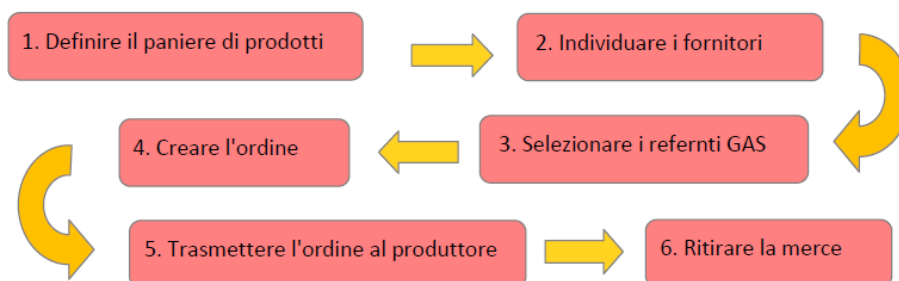 1. Definire il paniere di prodotti
2. Individuare i fornitori
3. Selezionare i refernti GAS
4. Creare l'ordine
5. Trasmettere l'ordine al produttore
6. Ritirare la merce